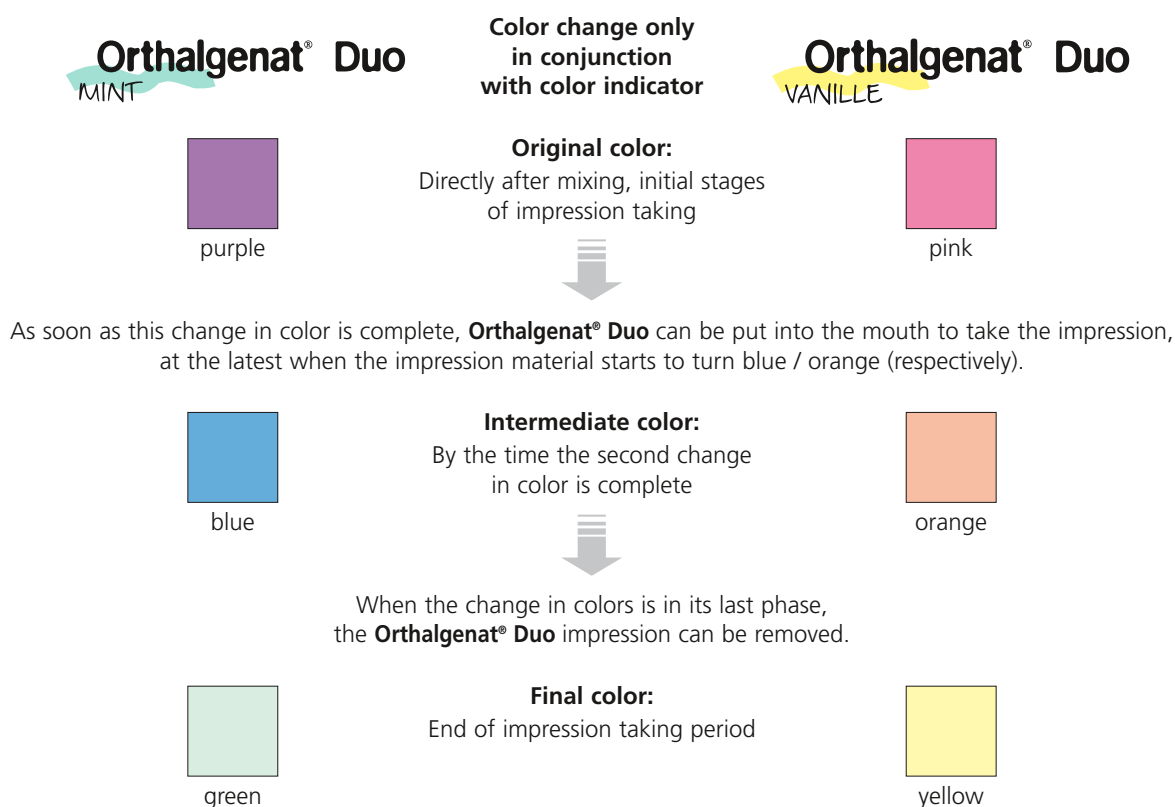 Orthalgenat® Duo
MINT
Color change only
in conjunction
with color indicator
Orthalgenat® Duo
VANILLE
Original color:
Directly after mixing, initial stages
of impression taking
purple
pink
As soon as this change in color is complete, Orthalgenat® Duo can be put into the mouth to take the impression,
at the latest when the impression material starts to turn blue / orange (respectively).
Intermediate color:
By the time the second change
in color is complete
blue
orange
When the change in colors is in its last phase,
the Orthalgenat® Duo impression can be removed.
Final color:
End of impression taking period
green
yellow